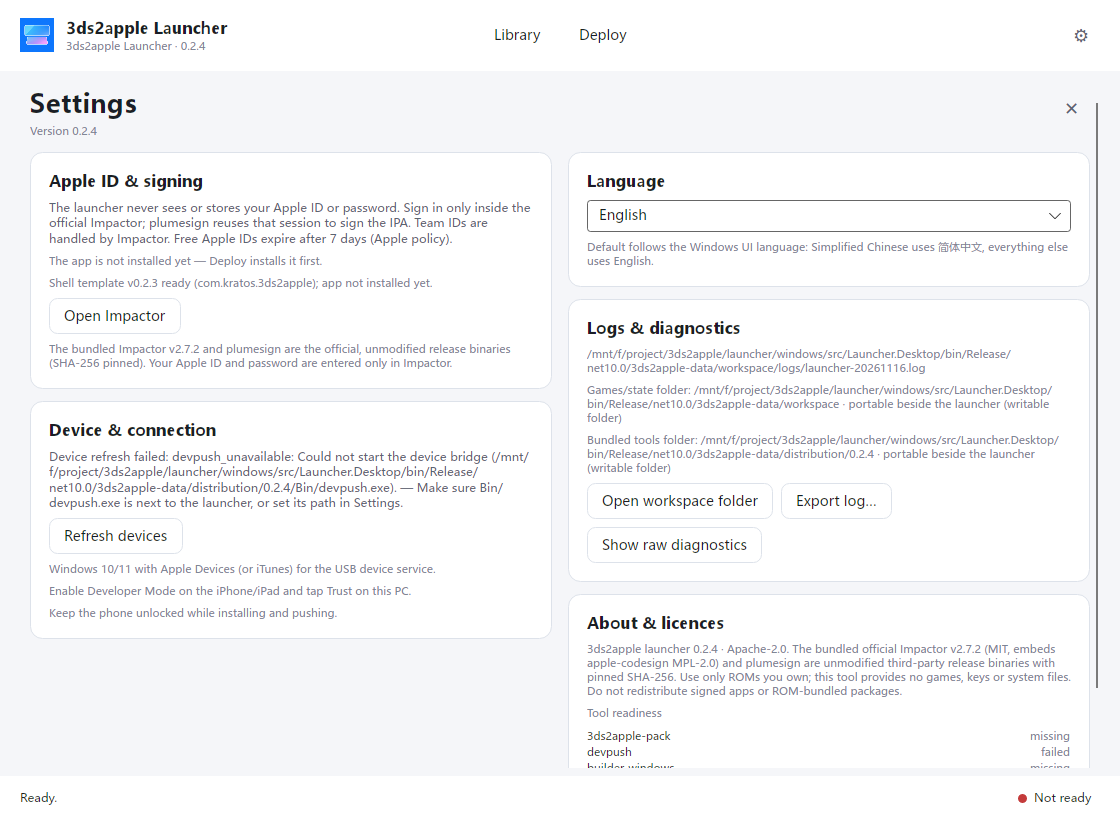 3ds2apple Launcher
3ds2apple Launcher · 0.2.4
Library
Deploy
Settings
Version 0.2.4
Apple ID & signing
The launcher never sees or stores your Apple ID or password. Sign in only inside the
official Impactor; plumesign reuses that session to sign the IPA. Team IDs are
handled by Impactor. Free Apple IDs expire after 7 days (Apple policy).
The app is not installed yet — Deploy installs it first.
Shell template v0.2.3 ready (com.kratos.3ds2apple); app not installed yet.
Open Impactor
The bundled Impactor v2.7.2 and plumesign are the official, unmodified release binaries
(SHA-256 pinned). Your Apple ID and password are entered only in Impactor.
Device & connection
Device refresh failed: devpush_unavailable: Could not start the device bridge (/mnt/
f/project/3ds2apple/launcher/windows/src/Launcher.Desktop/bin/Release/
net10.0/3ds2apple-data/distribution/0.2.4/Bin/devpush.exe). — Make sure Bin/
devpush.exe is next to the launcher, or set its path in Settings.
Refresh devices
Windows 10/11 with Apple Devices (or iTunes) for the USB device service.
Enable Developer Mode on the iPhone/iPad and tap Trust on this PC.
Keep the phone unlocked while installing and pushing.
Language
English
Default follows the Windows UI language: Simplified Chinese uses 简体中文, everything else
uses English.
Logs & diagnostics
/mnt/f/project/3ds2apple/launcher/windows/src/Launcher.Desktop/bin/Release/
net10.0/3ds2apple-data/workspace/logs/launcher-20261116.log
Games/state folder: /mnt/f/project/3ds2apple/launcher/windows/src/Launcher.Desktop/
bin/Release/net10.0/3ds2apple-data/workspace · portable beside the launcher (writable
folder)
Bundled tools folder: /mnt/f/project/3ds2apple/launcher/windows/src/Launcher.Desktop/
bin/Release/net10.0/3ds2apple-data/distribution/0.2.4 · portable beside the launcher
(writable folder)
Open workspace folder
Export log...
Show raw diagnostics
About & licences
3ds2apple launcher 0.2.4 · Apache-2.0. The bundled official Impactor v2.7.2 (MIT, embeds
apple-codesign MPL-2.0) and plumesign are unmodified third-party release binaries with
pinned SHA-256. Use only ROMs you own; this tool provides no games, keys or system files.
Do not redistribute signed apps or ROM-bundled packages.
Tool readiness
3ds2apple-pack missing
devpush failed
builder-windows missing
Ready.
Not ready